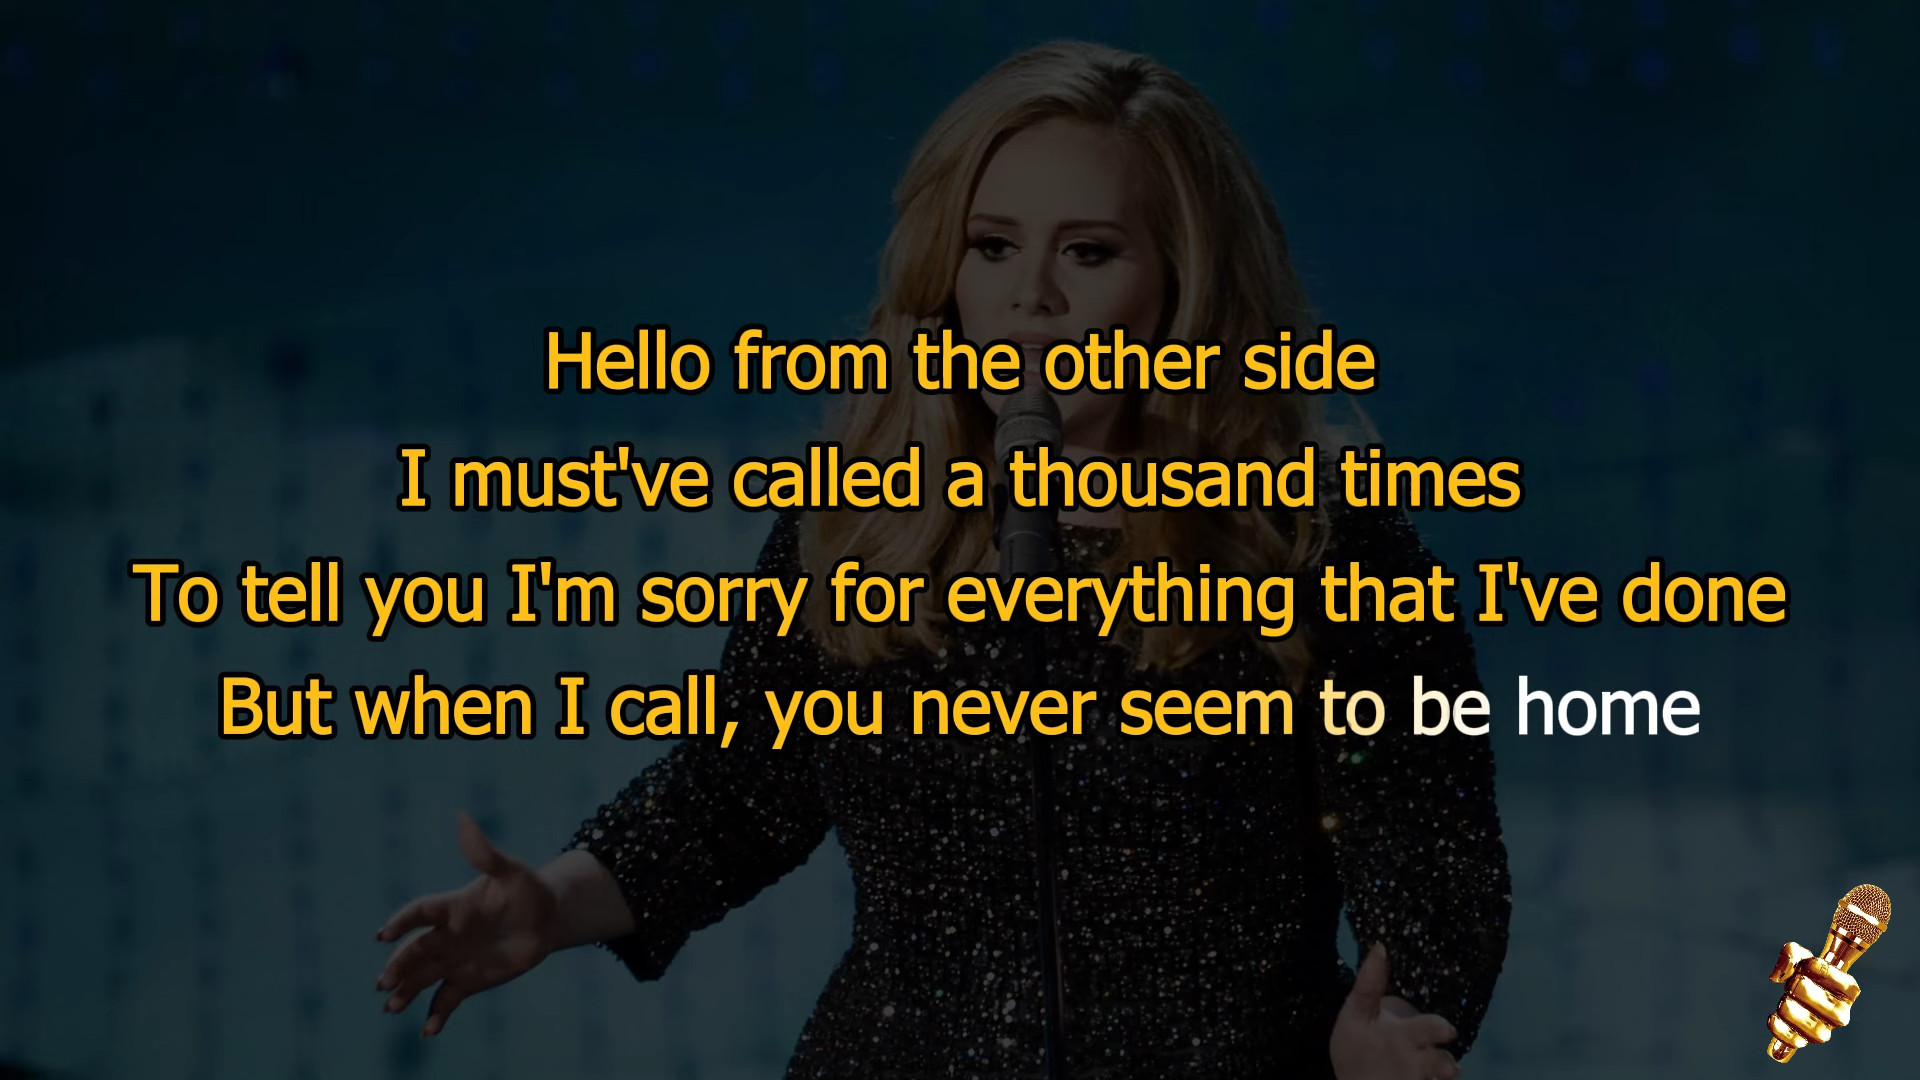 Hello from the other side
I must've called a thousand times
To tell you I'm sorry for everything that I've done
But when I call, you never seem to be home